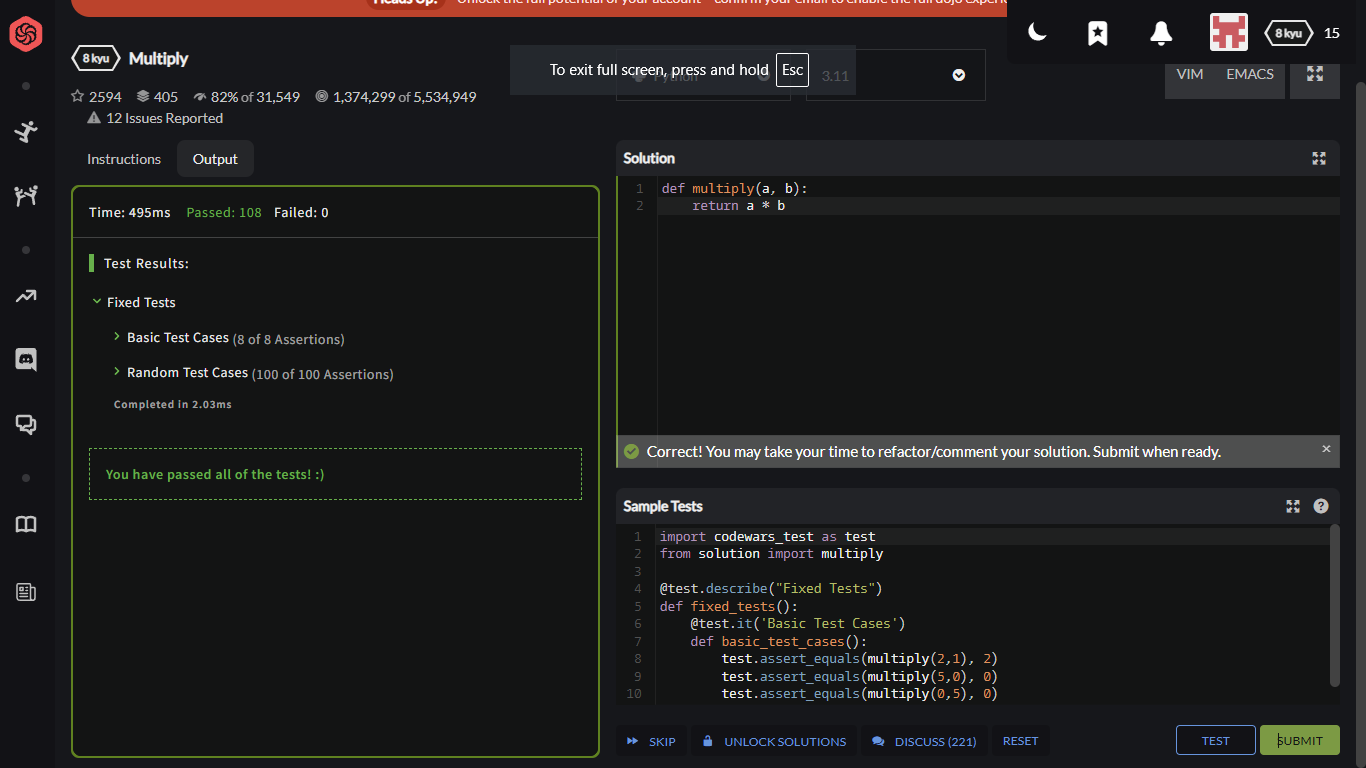 Heads Up! Unlock the full potential of your account - confirm your email to enable the full dojo experi
8 kyu 15
8 kyu Multiply
To exit full screen, press and hold Esc
Python 3.11
VIM EMACS
2594 405 82% of 31,549 1,374,299 of 5,534,949
12 Issues Reported
Instructions Output
Time: 495ms Passed: 108 Failed: 0
Test Results:
Fixed Tests
Basic Test Cases (8 of 8 Assertions)
Random Test Cases (100 of 100 Assertions)
Completed in 2.03ms
You have passed all of the tests! :)
Solution
1 def multiply(a, b):
2 return a * b
Correct! You may take your time to refactor/comment your solution. Submit when ready. ×
Sample Tests ?
1 import codewars_test as test
2 from solution import multiply
3
4 @test.describe("Fixed Tests")
5 def fixed_tests():
6 @test.it('Basic Test Cases')
7 def basic_test_cases():
8 test.assert_equals(multiply(2,1), 2)
9 test.assert_equals(multiply(5,0), 0)
10 test.assert_equals(multiply(0,5), 0)
SKIP UNLOCK SOLUTIONS DISCUSS (221) RESET TEST SUBMIT